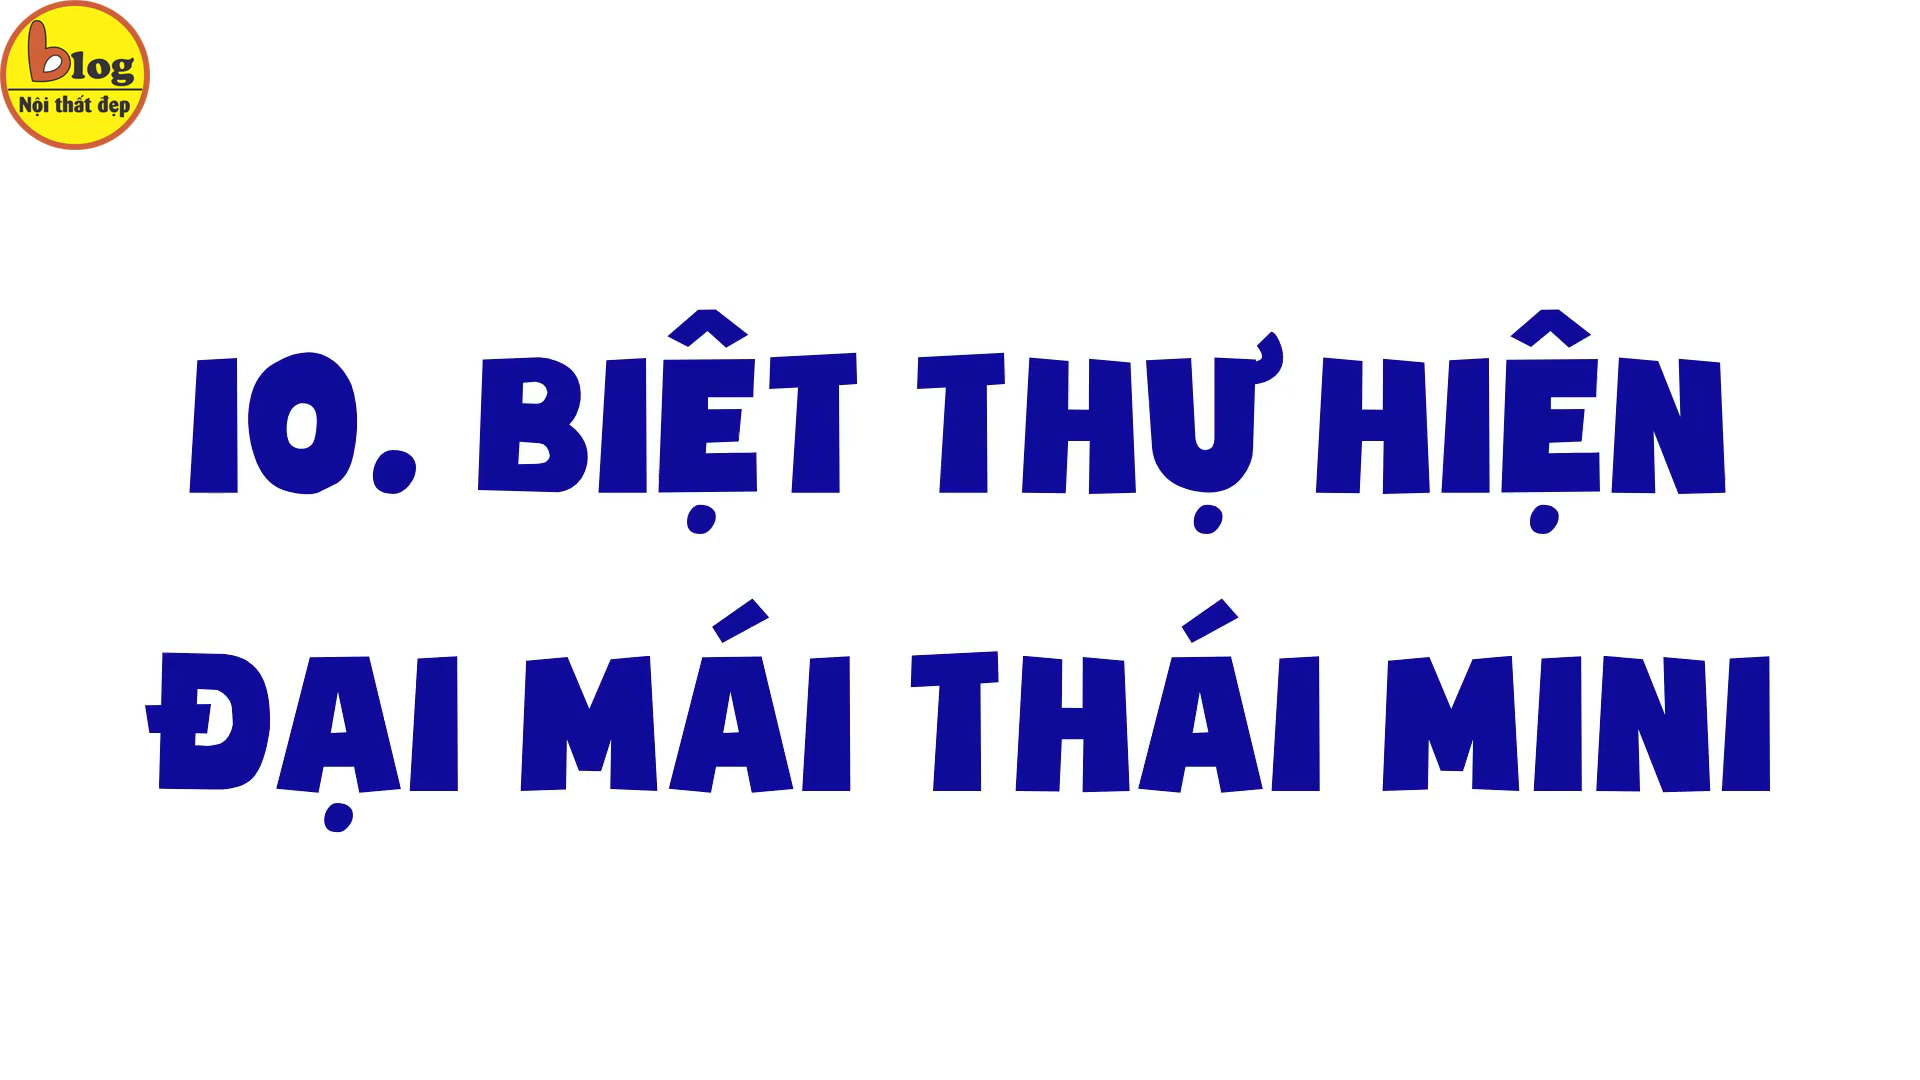 blog
Nội thất đẹp
10. BIỆT THỰ HIỆN
ĐẠI MÁI THÁI MINI